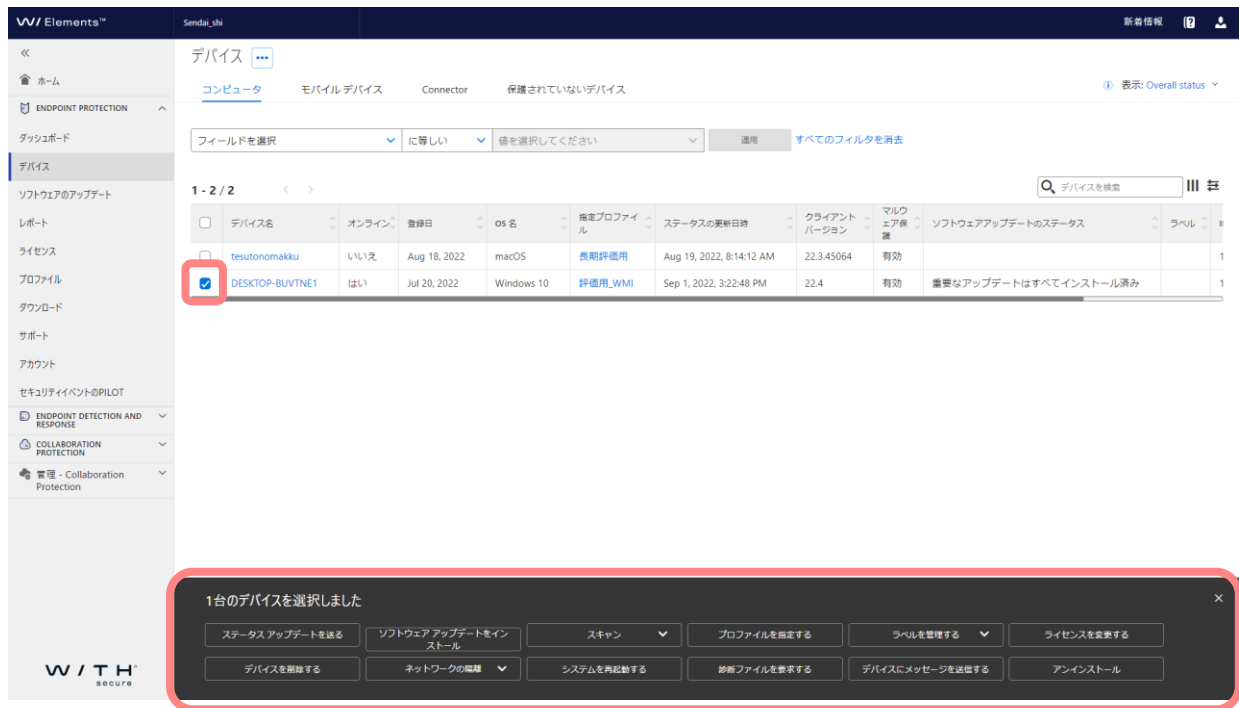 W/ Elements™
Sendai_shi
新着情報
ホーム
ENDPOINT PROTECTION
ダッシュボード
デバイス
ソフトウェアのアップデート
レポート
ライセンス
プロファイル
ダウンロード
サポート
アカウント
セキュリティイベントのPILOT
ENDPOINT DETECTION AND
RESPONSE
COLLABORATION
PROTECTION
管理 - Collaboration
Protection
W / T H
secure
デバイス •••
コンピュータ モバイル デバイス Connector 保護されていないデバイス
表示: Overall status
フィールドを選択 に等しい 値を選択してください 適用 すべてのフィルタを消去
1 - 2 / 2
デバイスを検索
デバイス名 オンライン 登録日 OS 名 指定プロファイ
ル ステータスの更新日時 クライアント
バージョン マルウ
ェア保
護 ソフトウェアアップデートのステータス ラベル
tesutonomakku いいえ Aug 18, 2022 macOS 長期評価用 Aug 19, 2022, 8:14:12 AM 22.3.45064 有効 1
DESKTOP-BUVTNE1 はい Jul 20, 2022 Windows 10 評価用_WMI Sep 1, 2022, 3:22:48 PM 22.4 有効 重要なアップデートはすべてインストール済み 1
1台のデバイスを選択しました
ステータス アップデートを送る ソフトウェア アップデートをイン
ストール スキャン プロファイルを指定する ラベルを管理する ライセンスを変更する
デバイスを削除する ネットワークの隔離 システムを再起動する 診断ファイルを要求する デバイスにメッセージを送信する アンインストール